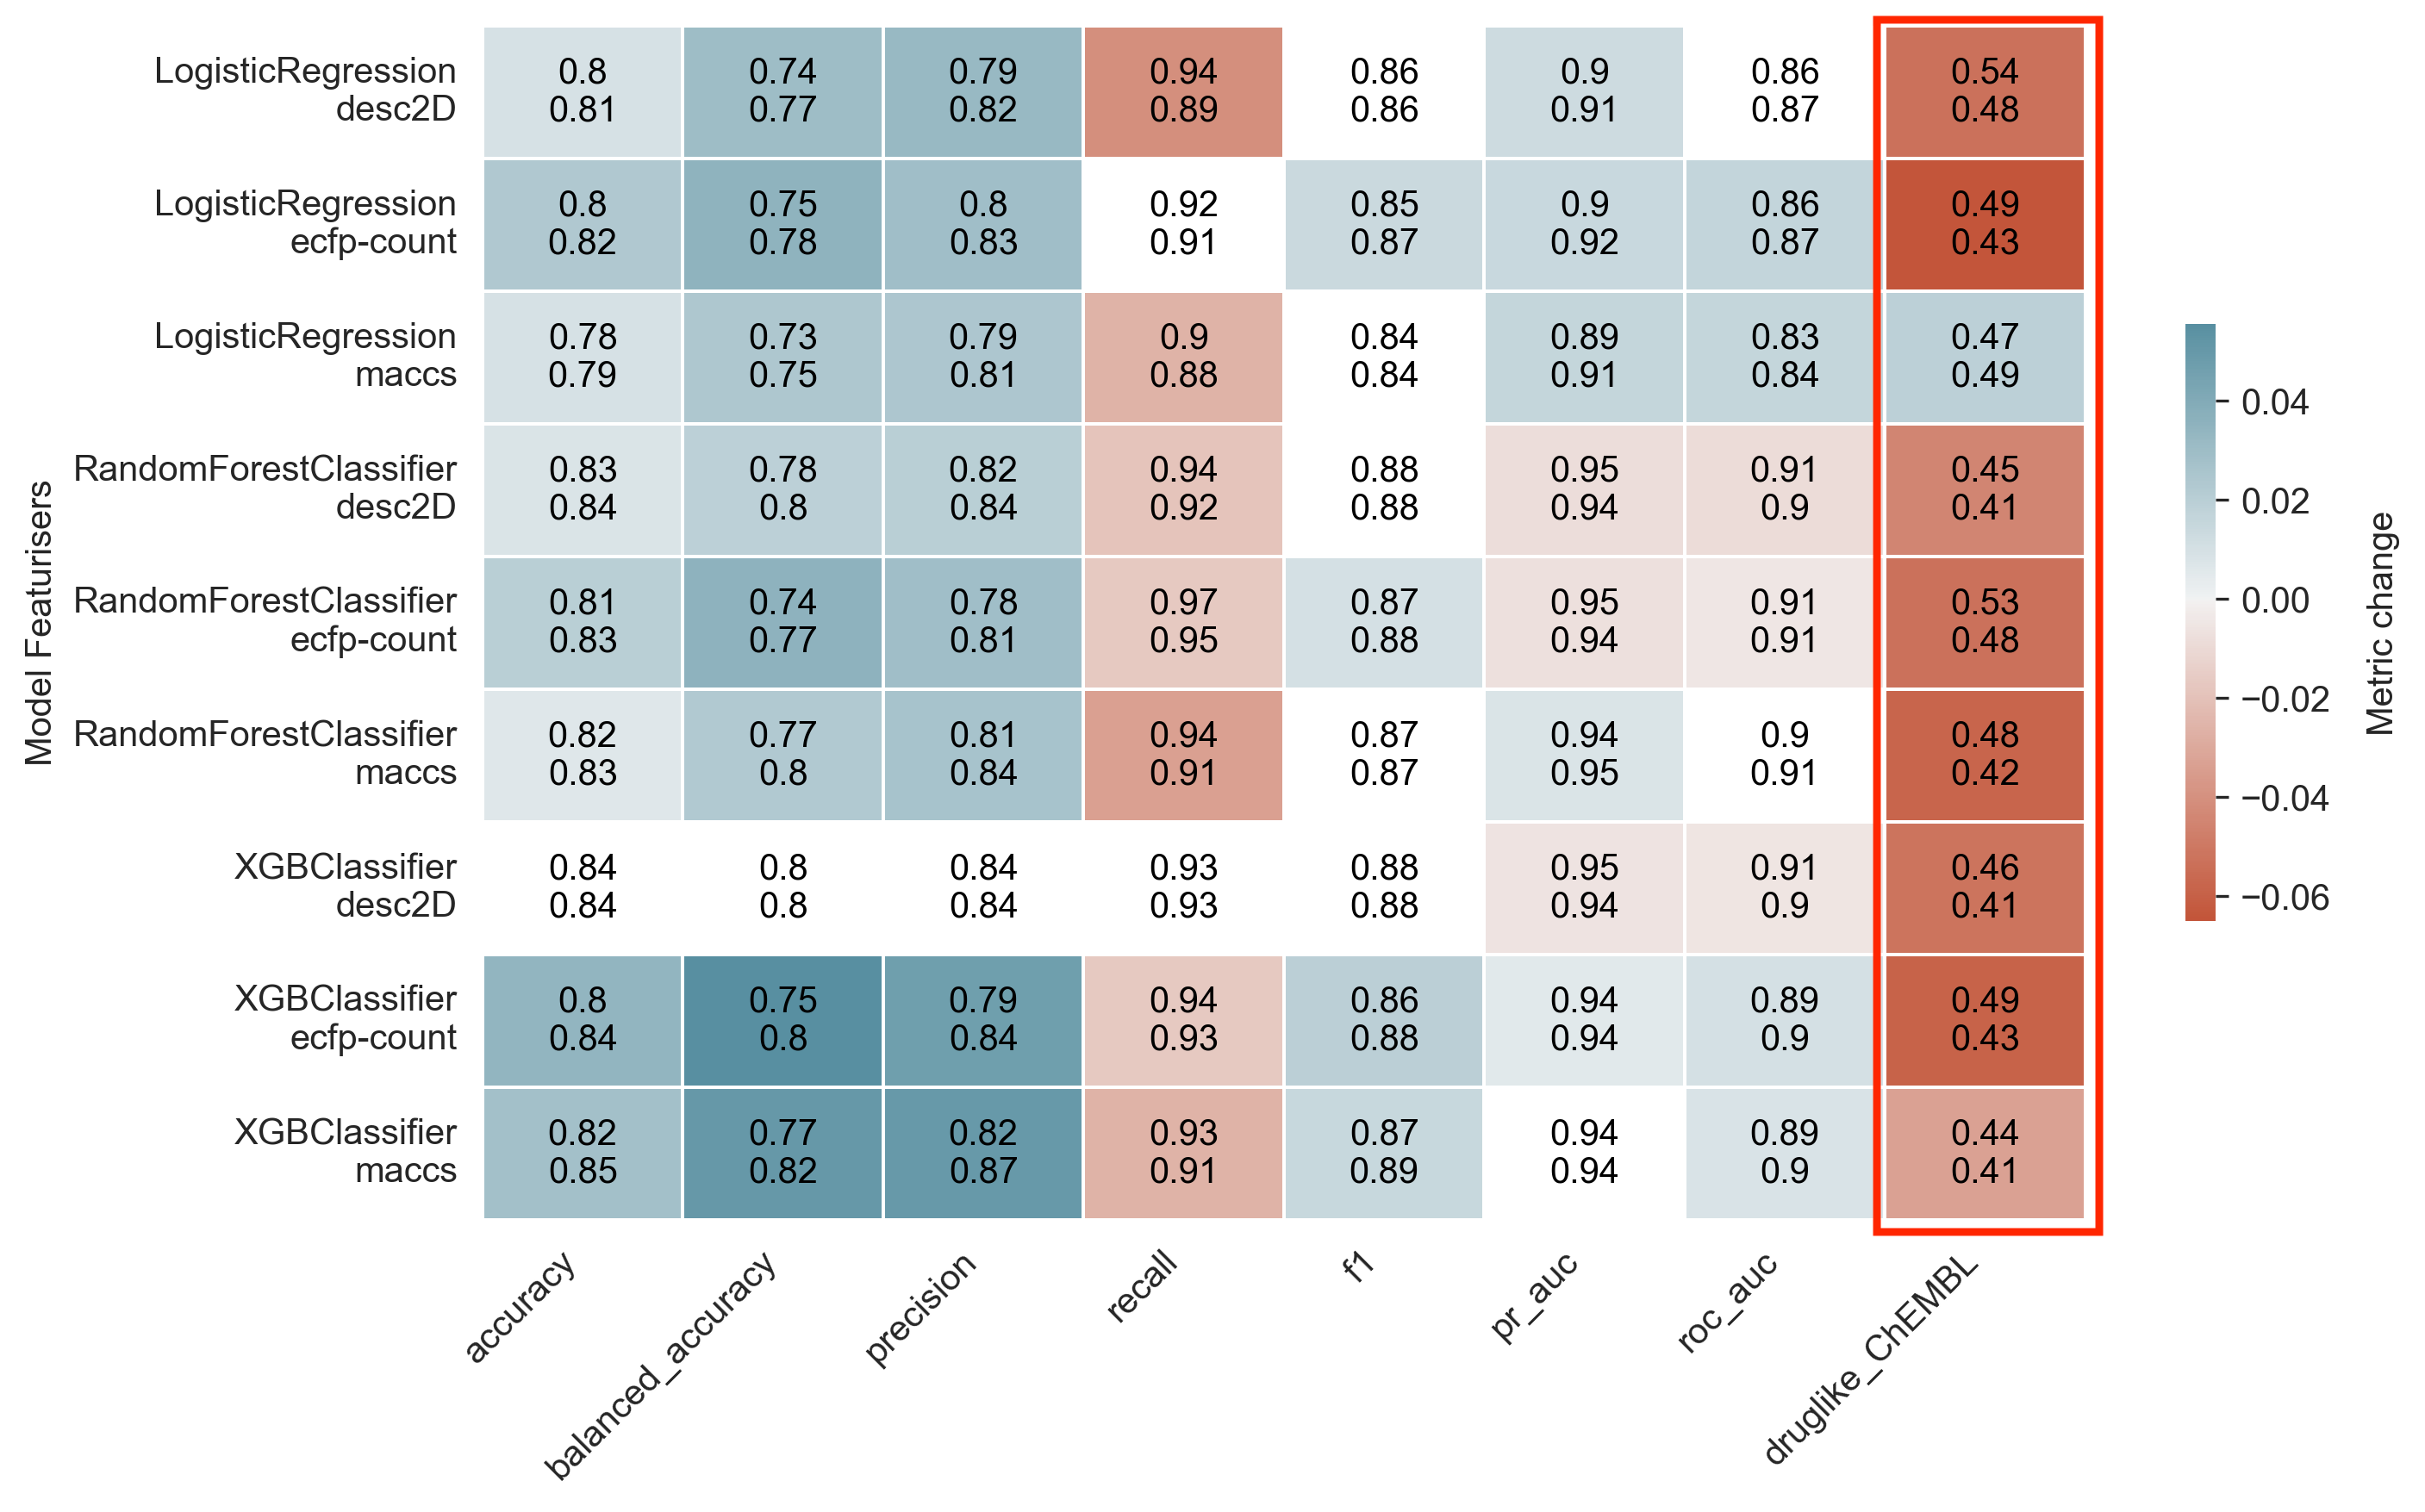 Model Featurisers
LogisticRegression 0.8 0.74 0.79 0.94 0.86 0.9 0.86 0.54
desc2D 0.81 0.77 0.82 0.89 0.86 0.91 0.87 0.48
LogisticRegression 0.8 0.75 0.8 0.92 0.85 0.9 0.86 0.49
ecfp-count 0.82 0.78 0.83 0.91 0.87 0.92 0.87 0.43
LogisticRegression 0.78 0.73 0.79 0.9 0.84 0.89 0.83 0.47
maccs 0.79 0.75 0.81 0.88 0.84 0.91 0.84 0.49
RandomForestClassifier 0.83 0.78 0.82 0.94 0.88 0.95 0.91 0.45
desc2D 0.84 0.8 0.84 0.92 0.88 0.94 0.9 0.41
RandomForestClassifier 0.81 0.74 0.78 0.97 0.87 0.95 0.91 0.53
ecfp-count 0.83 0.77 0.81 0.95 0.88 0.94 0.91 0.48
RandomForestClassifier 0.82 0.77 0.81 0.94 0.87 0.94 0.9 0.48
maccs 0.83 0.8 0.84 0.91 0.87 0.95 0.91 0.42
XGBClassifier 0.84 0.8 0.84 0.93 0.88 0.95 0.91 0.46
desc2D 0.84 0.8 0.84 0.93 0.88 0.94 0.9 0.41
XGBClassifier 0.8 0.75 0.79 0.94 0.86 0.94 0.89 0.49
ecfp-count 0.84 0.8 0.84 0.93 0.88 0.94 0.9 0.43
XGBClassifier 0.82 0.77 0.82 0.93 0.87 0.94 0.89 0.44
maccs 0.85 0.82 0.87 0.91 0.89 0.94 0.9 0.41
accuracy
balanced_accuracy
precision
recall
f1
pr_auc
roc_auc
druglike_ChEMBL
0.04
0.02
0.00
−0.02
−0.04
−0.06
Metric change